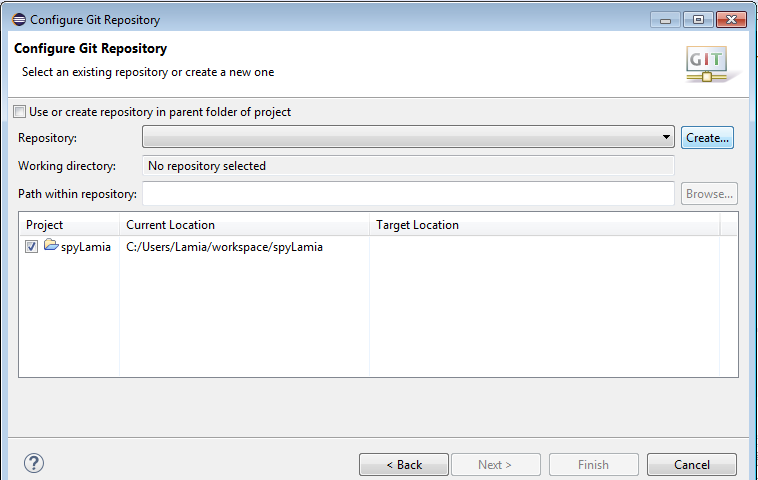 Configure Git Repository
Configure Git Repository
Select an existing repository or create a new one
GIT
Use or create repository in parent folder of project
Repository: Create...
Working directory: No repository selected
Path within repository: Browse...
Project Current Location Target Location
spyLamia C:/Users/Lamia/workspace/spyLamia
? < Back Next > Finish Cancel